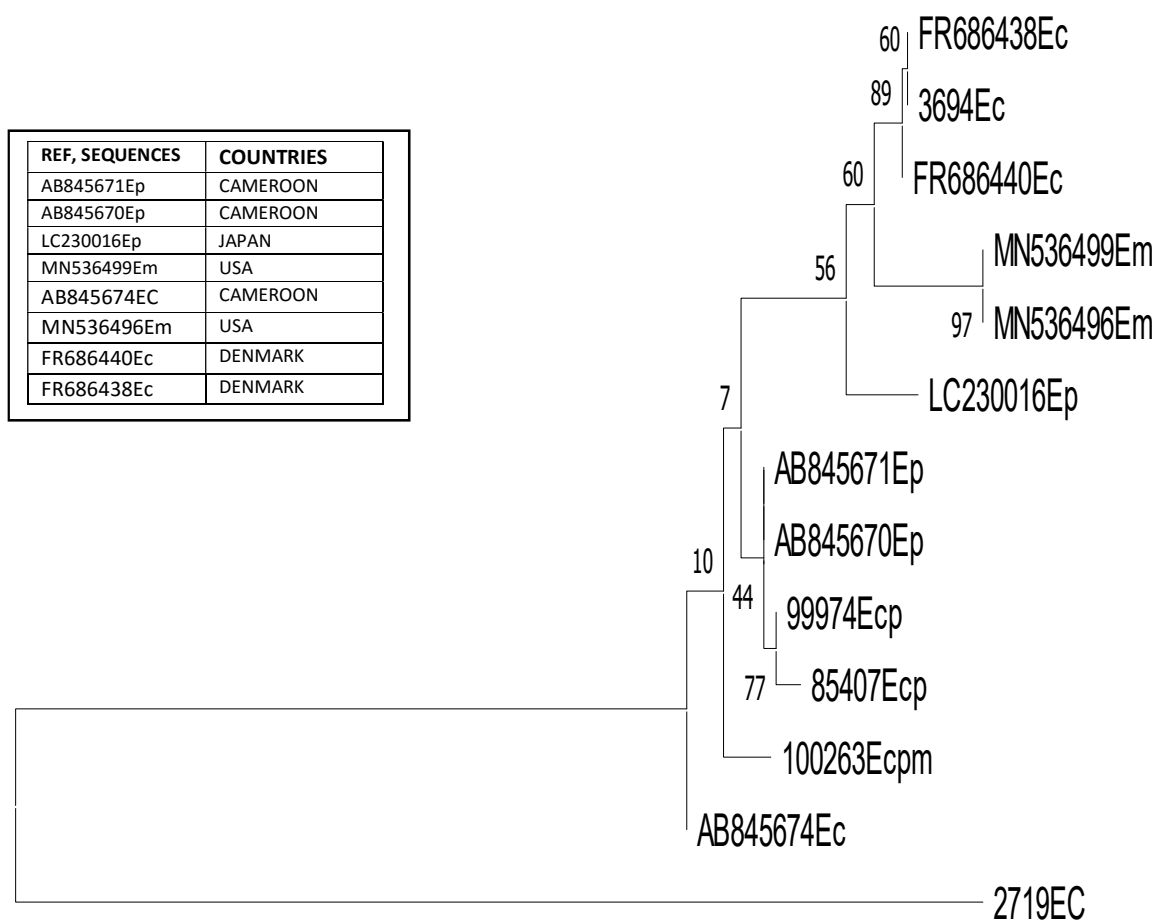 REF, SEQUENCES COUNTRIES
AB845671Ep CAMEROON
AB845670Ep CAMEROON
LC230016Ep JAPAN
MN536499Em USA
AB845674EC CAMEROON
MN536496Em USA
FR686440Ec DENMARK
FR686438Ec DENMARK
60 FR686438Ec
89 3694Ec
FR686440Ec
60
MN536499Em
56
97 MN536496Em
LC230016Ep
7
AB845671Ep
AB845670Ep
10
44 99974Ecp
77 85407Ecp
100263Ecpm
AB845674Ec
2719EC